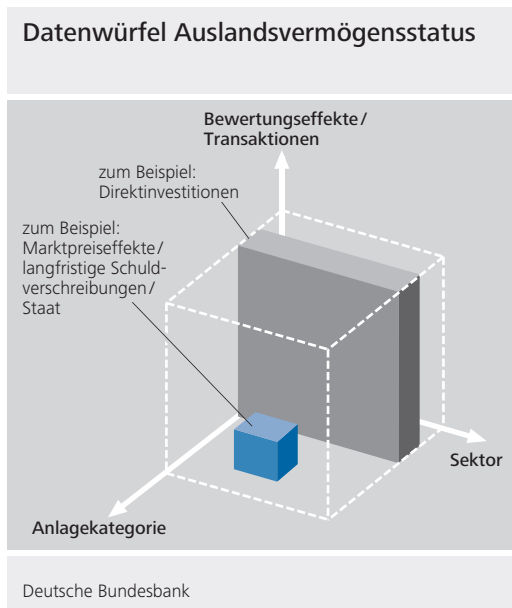 Datenwürfel Auslandsvermögensstatus
Bewertungseffekte/
Transaktionen
zum Beispiel:
Direktinvestitionen
zum Beispiel:
Marktpreiseffekte/
langfristige Schuld-
verschreibungen/
Staat
Sektor
Anlagekategorie
Deutsche Bundesbank